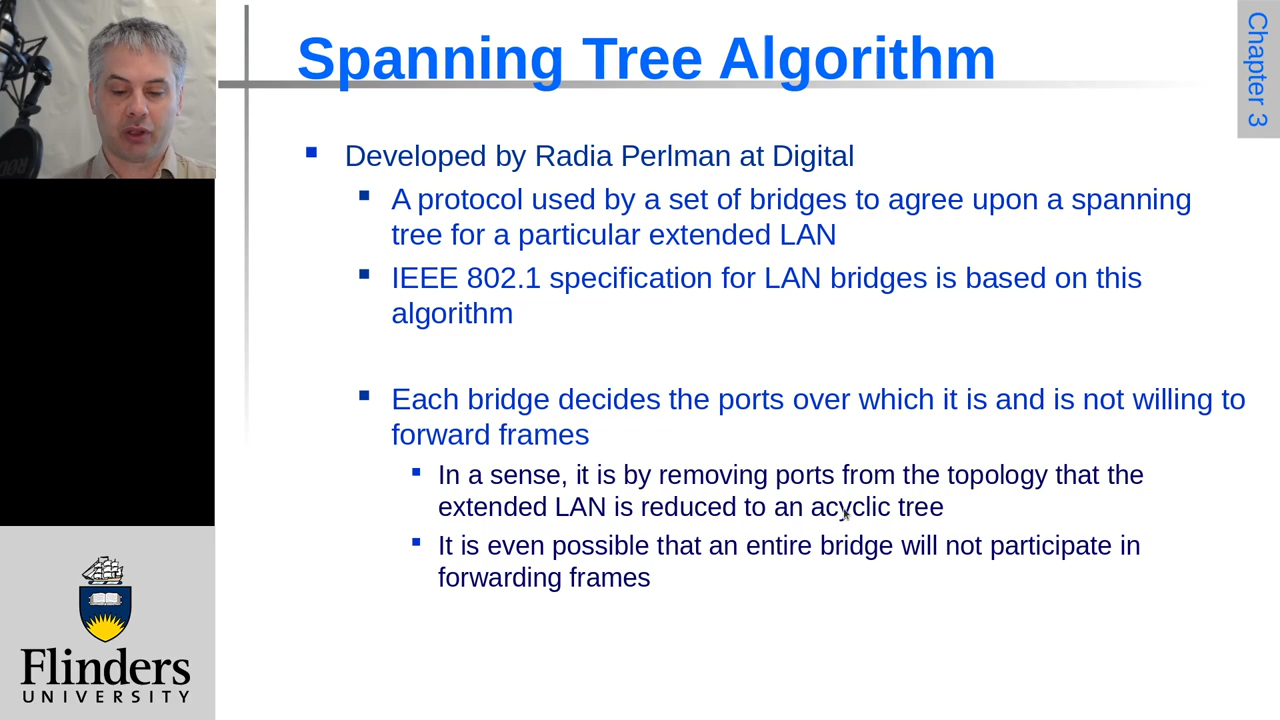 Spanning Tree Algorithm
Chapter 3
Developed by Radia Perlman at Digital
A protocol used by a set of bridges to agree upon a spanning
tree for a particular extended LAN
IEEE 802.1 specification for LAN bridges is based on this
algorithm
Each bridge decides the ports over which it is and is not willing to
forward frames
In a sense, it is by removing ports from the topology that the
extended LAN is reduced to an acyclic tree
It is even possible that an entire bridge will not participate in
forwarding frames
Flinders
UNIVERSITY